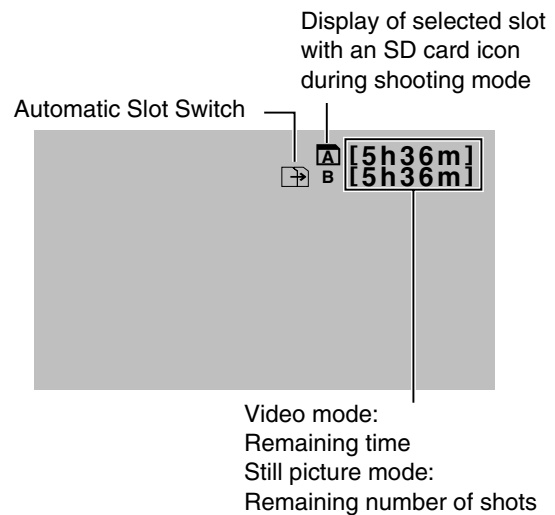 Display of selected slot
with an SD card icon
during shooting mode
Automatic Slot Switch
A [5h36m]
B [5h36m]
Video mode:
Remaining time
Still picture mode:
Remaining number of shots